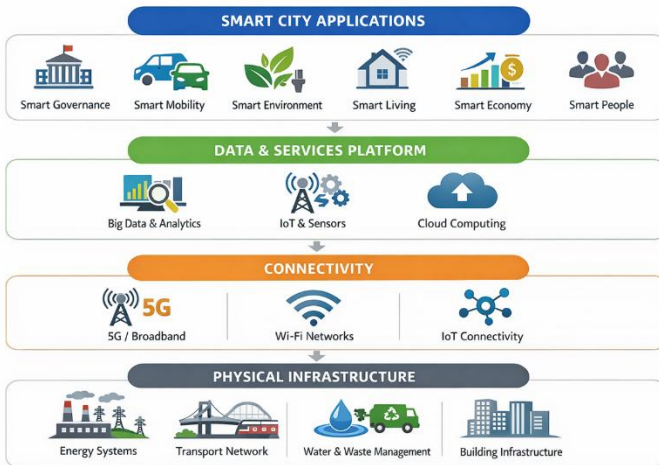 SMART CITY APPLICATIONS
Smart Governance
Smart Mobility
Smart Environment
Smart Living
Smart Economy
Smart People
DATA & SERVICES PLATFORM
Big Data & Analytics
IoT & Sensors
Cloud Computing
CONNECTIVITY
5G
5G / Broadband
Wi-Fi Networks
IoT Connectivity
PHYSICAL INFRASTRUCTURE
Energy Systems
Transport Network
Water & Waste Management
Building Infrastructure